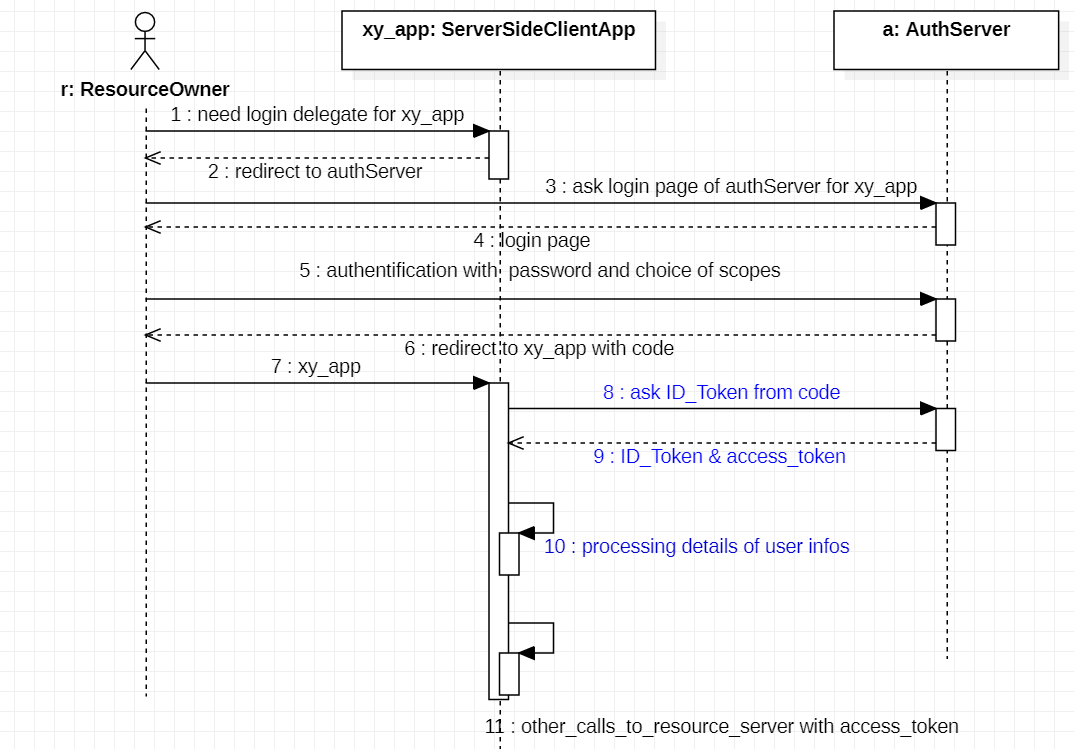 xy_app: ServerSideClientApp
a: AuthServer
r: ResourceOwner
1 : need login delegate for xy_app
2 : redirect to authServer
3 : ask login page of authServer for xy_app
4 : login page
5 : authentification with password and choice of scopes
6 : redirect to xy_app with code
7 : xy_app
8 : ask ID_Token from code
9 : ID_Token & access_token
10 : processing details of user infos
11 : other_calls_to_resource_server with access_token